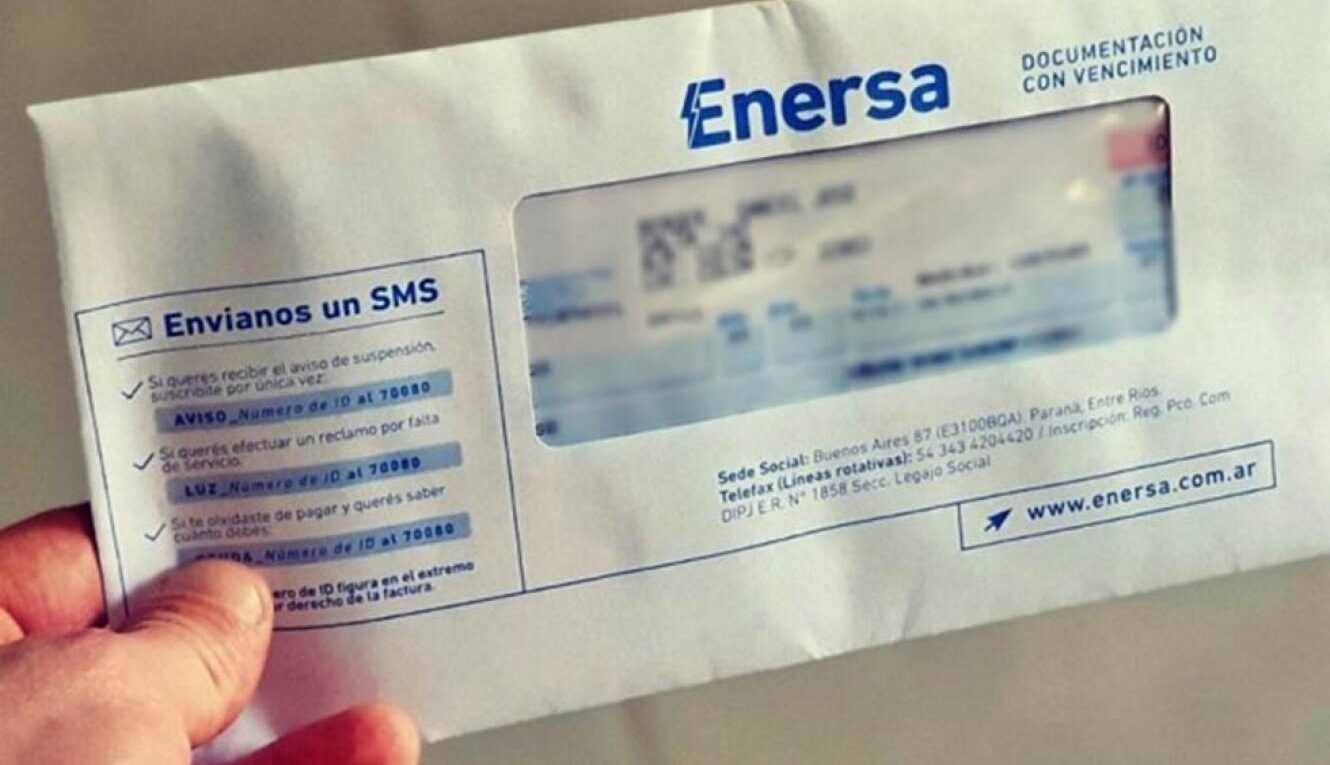 Enersa
DOCUMENTACIÓN
CON VENCIMIENTO
Envianos un SMS
Si querés recibir el aviso de suspensión,
suscribite por única vez:
AVISO_Número de ID al 70080
Si querés efectuar un reclamo por falta
de servicio:
LUZ_Número de ID al 70080
Si te olvidaste de pagar y querés saber
cuánto debés:
_Número de ID al 70080
de ID figura en el extremo
derecho de la factura.
Sede Social: Buenos Aires 87 (E3100BQA). Paraná, Entre Ríos.
Telefax (Líneas rotativas): 54 343 4204420 / Inscripción: Reg. Pco. Com
DIPJ E.R. N° 1858 Secc. Legajo Social
www.enersa.com.ar